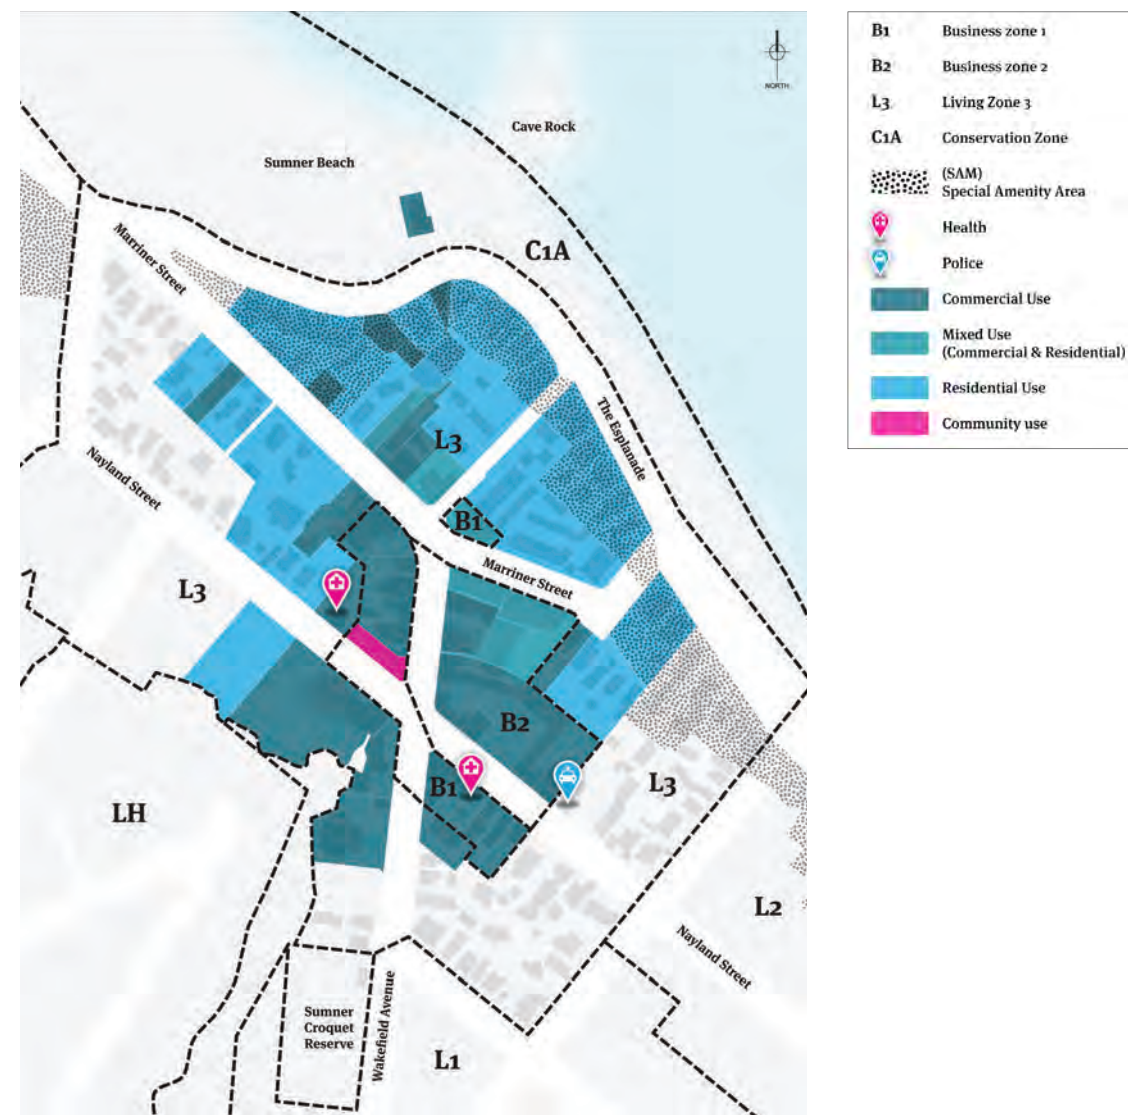 NORTH
Cave Rock
Sumner Beach
C1A
Marriner Street
The Esplanade
L3
Nayland Street
B1
Marriner Street
L3
B2
B1
L3
LH
L2
Nayland Street
Sumner
Croquet
Reserve
Wakefield Avenue
L1
B1 Business zone 1
B2 Business zone 2
L3 Living Zone 3
C1A Conservation Zone
(SAM)
Special Amenity Area
Health
Police
Commercial Use
Mixed Use
(Commercial & Residential)
Residential Use
Community use